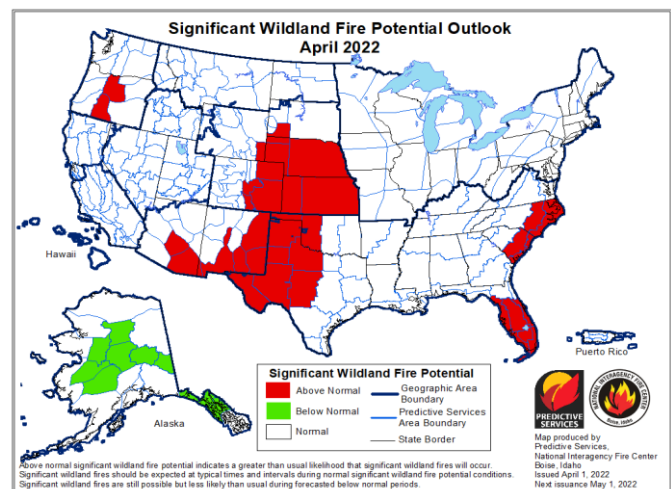 Significant Wildland Fire Potential Outlook
April 2022
Hawaii
Alaska
Puerto Rico
Significant Wildland Fire Potential
Above Normal
Below Normal
Normal
Geographic Area
Boundary
Predictive Services
Area Boundary
State Border
PREDICTIVE
SERVICES
NATIONAL INTERAGENCY FIRE CENTER
Boise, Idaho
Map produced by
Predictive Services,
National Interagency Fire Center
Boise, Idaho
Issued April 1, 2022
Next issuance May 1, 2022
Above normal significant wildland fire potential indicates a greater than usual likelihood that significant wildland fires will occur.
Significant wildland fires should be expected at typical times and intervals during normal significant wildland fire potential conditions.
Significant wildland fires are still possible but less likely than usual during forecasted below normal periods.